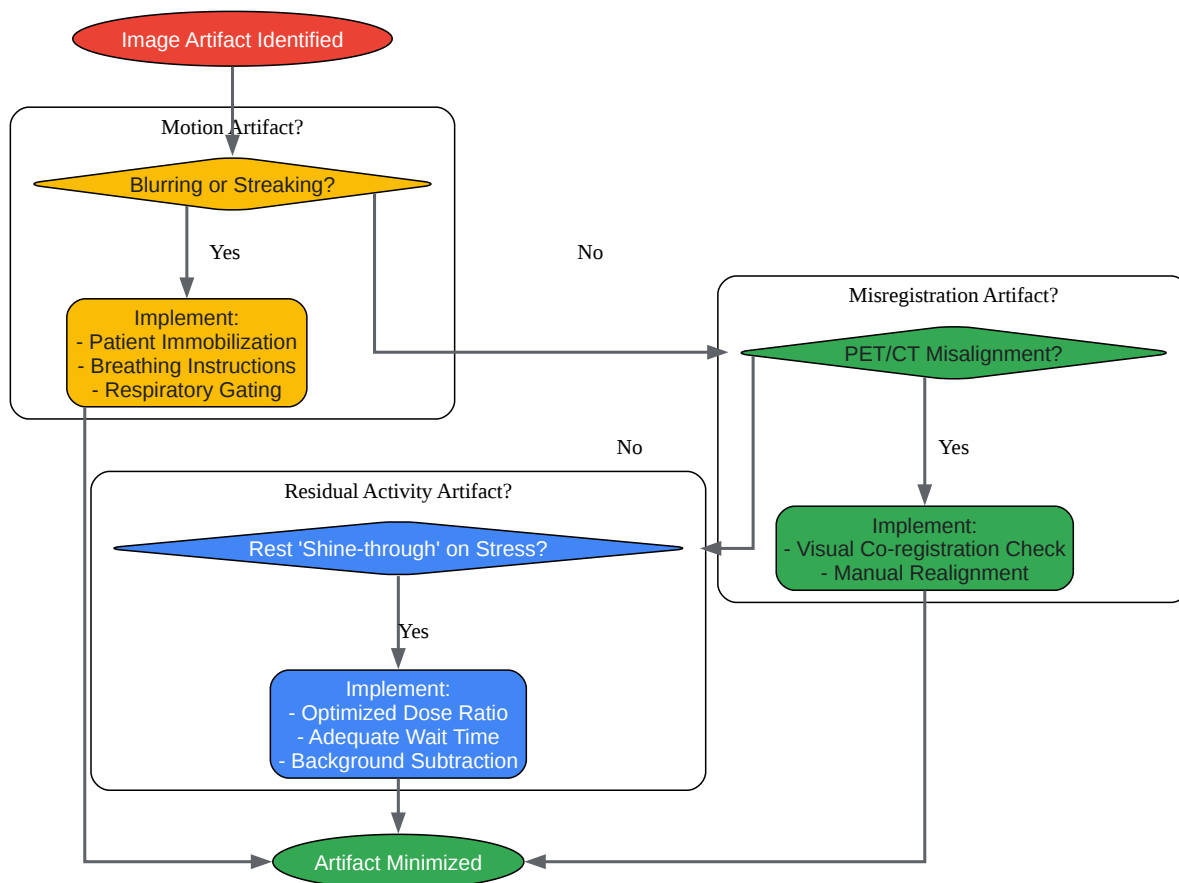 Image Artifact Identified
Motion Artifact?
Blurring or Streaking?
Yes
No
Implement:
- Patient Immobilization
- Breathing Instructions
- Respiratory Gating
Misregistration Artifact?
PET/CT Misalignment?
Yes
No
Implement:
- Visual Co-registration Check
- Manual Realignment
Residual Activity Artifact?
Rest 'Shine-through' on Stress?
Yes
Implement:
- Optimized Dose Ratio
- Adequate Wait Time
- Background Subtraction
Artifact Minimized